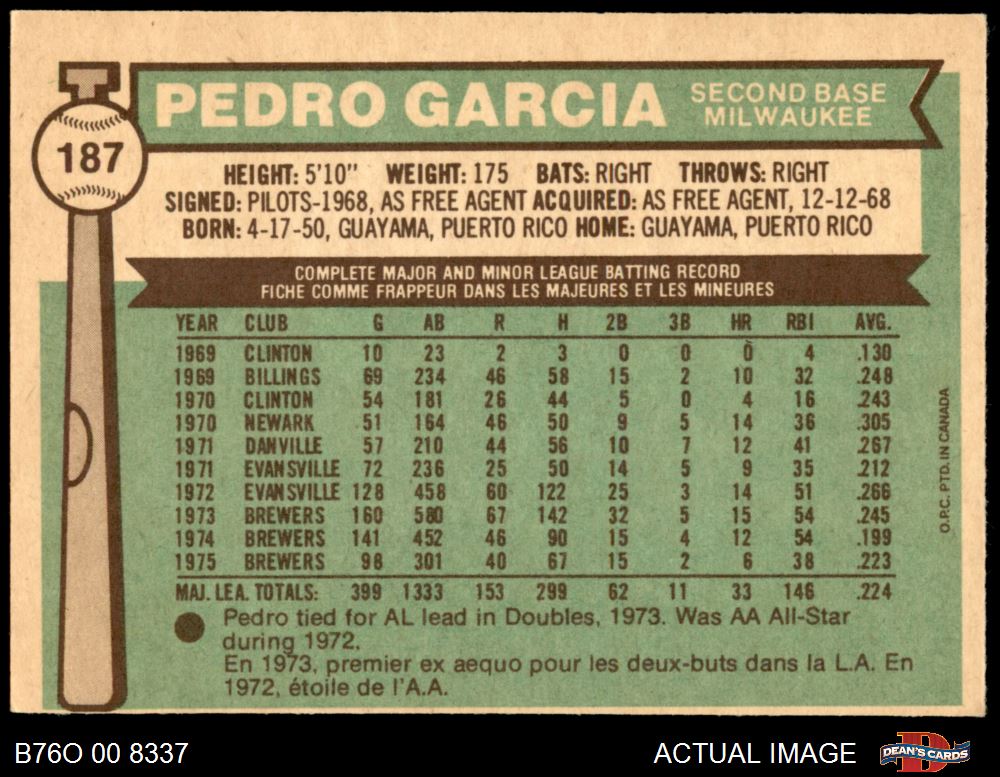 PEDRO GARCIA
SECOND BASE
MILWAUKEE
187
HEIGHT: 5'10" WEIGHT: 175 BATS: RIGHT THROWS: RIGHT
SIGNED: PILOTS-1968, AS FREE AGENT ACQUIRED: AS FREE AGENT, 12-12-68
BORN: 4-17-50, GUAYAMA, PUERTO RICO HOME: GUAYAMA, PUERTO RICO
COMPLETE MAJOR AND MINOR LEAGUE BATTING RECORD
FICHE COMME FRAPPEUR DANS LES MAJEURES ET LES MINEURES
YEAR CLUB G AB R H 2B 3B HR RBI AVG.
1969 CLINTON 10 23 2 3 0 0 0 4 .130
1969 BILLINGS 69 234 46 58 15 2 10 32 .248
1970 CLINTON 54 181 26 44 5 0 4 16 .243
1970 NEWARK 51 164 46 50 9 5 14 36 .305
1971 DANVILLE 57 210 44 56 10 7 12 41 .267
1971 EVANSVILLE 72 236 25 50 14 5 9 35 .212
1972 EVANSVILLE 128 458 60 122 25 3 14 51 .266
1973 BREWERS 160 580 67 142 32 5 15 54 .245
1974 BREWERS 141 452 46 90 15 4 12 54 .199
1975 BREWERS 98 301 40 67 15 2 6 38 .223
MAJ. LEA. TOTALS: 399 1333 153 299 62 11 33 146 .224
Pedro tied for AL lead in Doubles, 1973. Was AA All-Star
during 1972.
En 1973, premier ex aequo pour les deux-buts dans la L.A. En
1972, étoile de l'A.A.
O.P.C. PTD. IN CANADA
B76O 00 8337
ACTUAL IMAGE
DEAN'S CARDS